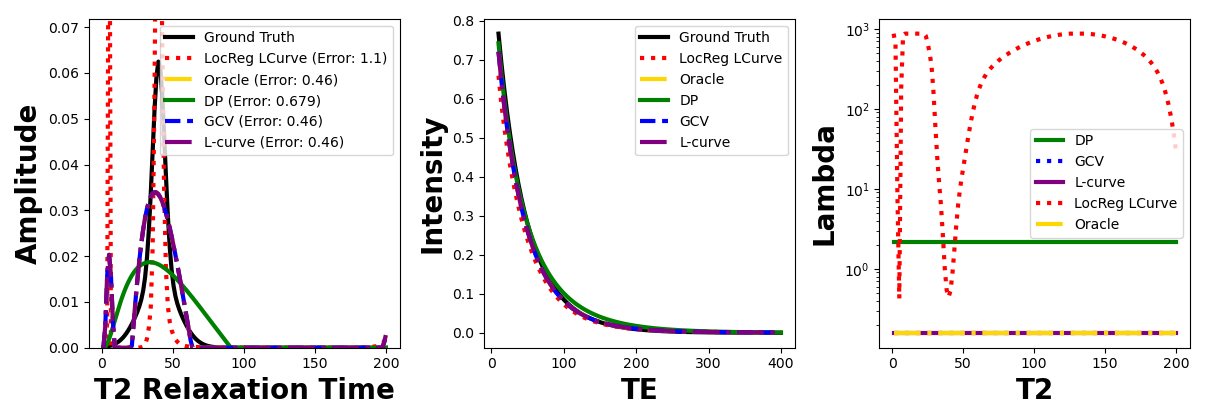 Amplitude
0.07
0.06
0.05
0.04
0.03
0.02
0.01
0.00
0 50 100 150 200
T2 Relaxation Time
Ground Truth
LocReg LCurve (Error: 1.1)
Oracle (Error: 0.46)
DP (Error: 0.679)
GCV (Error: 0.46)
L-curve (Error: 0.46)
Intensity
0.8
0.7
0.6
0.5
0.4
0.3
0.2
0.1
0.0
0 100 200 300 400
TE
Ground Truth
LocReg LCurve
Oracle
DP
GCV
L-curve
Lambda
10³
10²
10¹
10⁰
0 50 100 150 200
T2
DP
GCV
L-curve
LocReg LCurve
Oracle